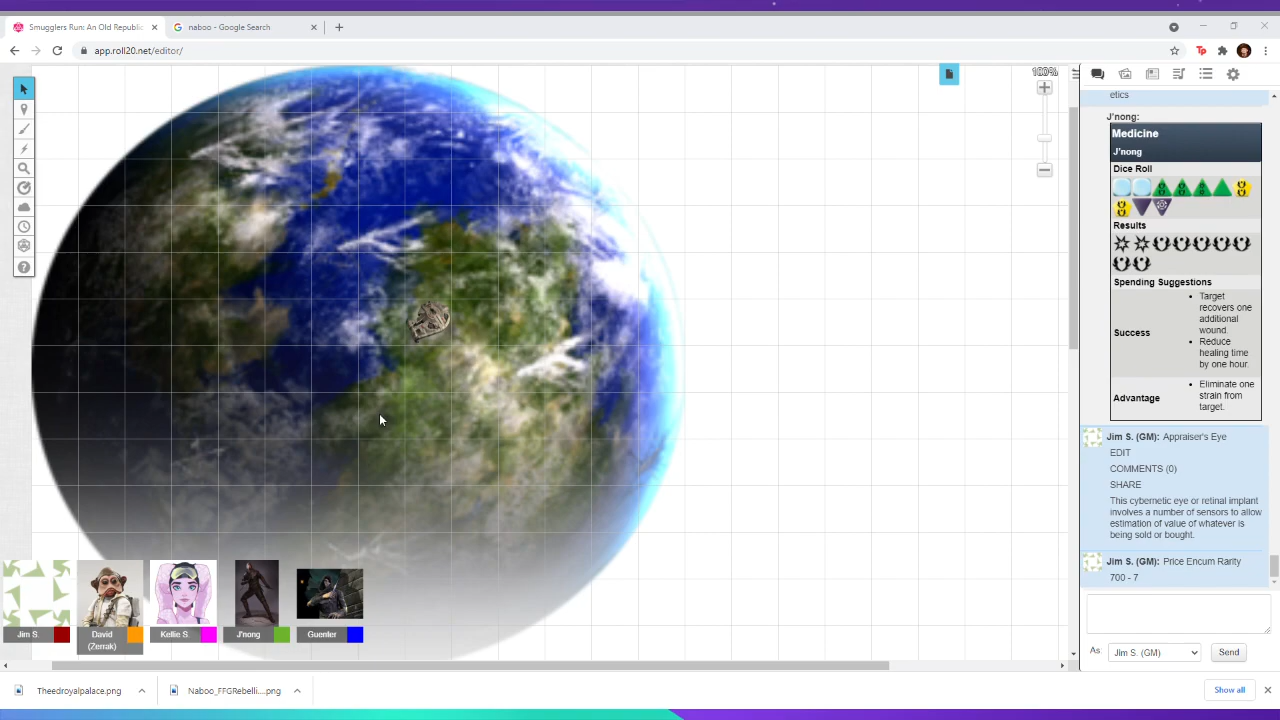 Smugglers Run: An Old Republic
naboo - Google Search
app.roll20.net/editor/
100%
etics
J'nong:
Medicine
J'nong
Dice Roll
Results
Spending Suggestions
Success
Target recovers one additional wound.
Reduce healing time by one hour.
Advantage
Eliminate one strain from target.
Jim S. (GM): Appraiser's Eye
EDIT
COMMENTS (0)
SHARE
This cybernetic eye or retinal implant
involves a number of sensors to allow
estimation of value of whatever is
being sold or bought.
Jim S. (GM): Price Encum Rarity
700 - 7
As:
Jim S. (GM)
Send
Jim S.
David
(Zerrak)
Kellie S.
J'nong
Guenter
Theedroyalpalace.png
Naboo_FFGRebelli....png
Show all